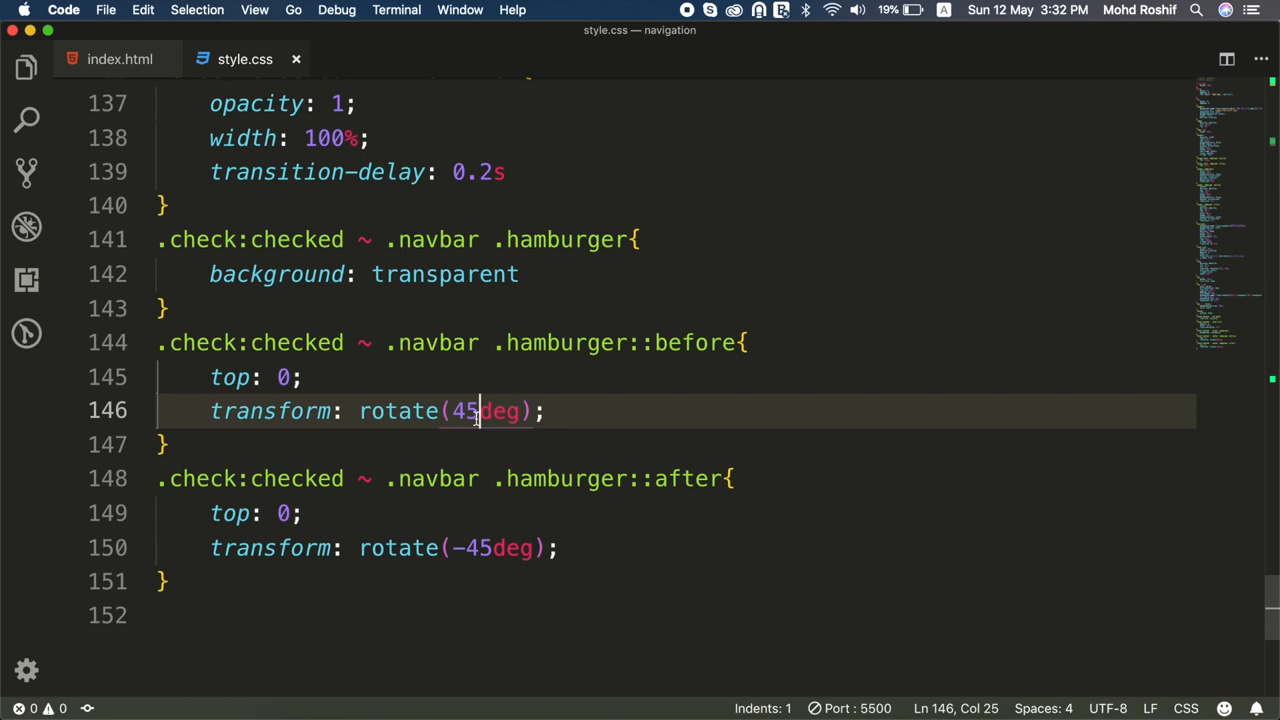 Code File Edit Selection View Go Debug Terminal Window Help 19% A Sun 12 May 3:32 PM Mohd Roshif
style.css — navigation
index.html style.css
137 opacity: 1;
138 width: 100%;
139 transition-delay: 0.2s
140 }
141 .check:checked ~ .navbar .hamburger{
142 background: transparent
143 }
144 .check:checked ~ .navbar .hamburger::before{
145 top: 0;
146 transform: rotate(45deg);
147 }
148 .check:checked ~ .navbar .hamburger::after{
149 top: 0;
150 transform: rotate(-45deg);
151 }
152
0 0 Port : 5500 Indents: 1 Ln 146, Col 25 Spaces: 4 UTF-8 LF CSS